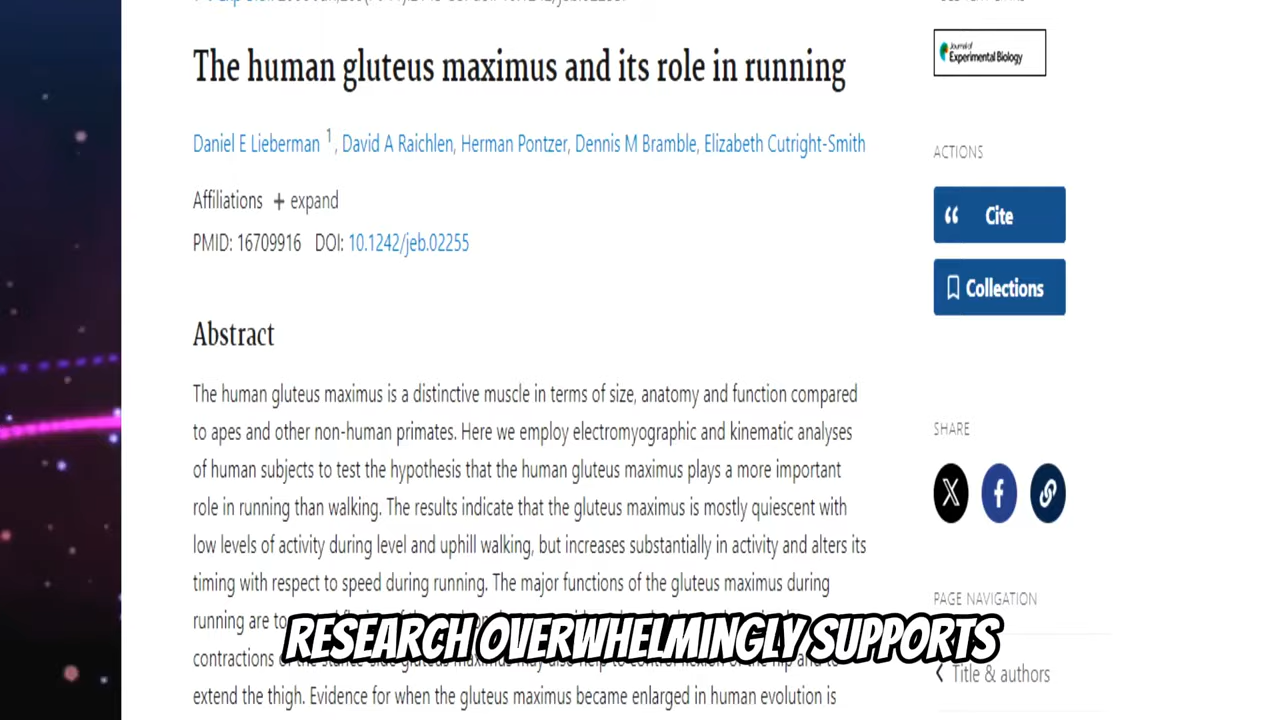 The human gluteus maximus and its role in running
Journal of
Experimental Biology
Daniel E Lieberman 1, David A Raichlen, Herman Pontzer, Dennis M Bramble, Elizabeth Cutright-Smith
ACTIONS
Affiliations + expand
Cite
PMID: 16709916 DOI: 10.1242/jeb.02255
Collections
Abstract
The human gluteus maximus is a distinctive muscle in terms of size, anatomy and function compared
to apes and other non-human primates. Here we employ electromyographic and kinematic analyses
of human subjects to test the hypothesis that the human gluteus maximus plays a more important
role in running than walking. The results indicate that the gluteus maximus is mostly quiescent with
low levels of activity during level and uphill walking, but increases substantially in activity and alters its
timing with respect to speed during running. The major functions of the gluteus maximus during
running are to
contractions
extend the thigh. Evidence for when the gluteus maximus became enlarged in human evolution is
SHARE
X
f
PAGE NAVIGATION
Title & authors
RESEARCH OVERWHELMINGLY SUPPORTS